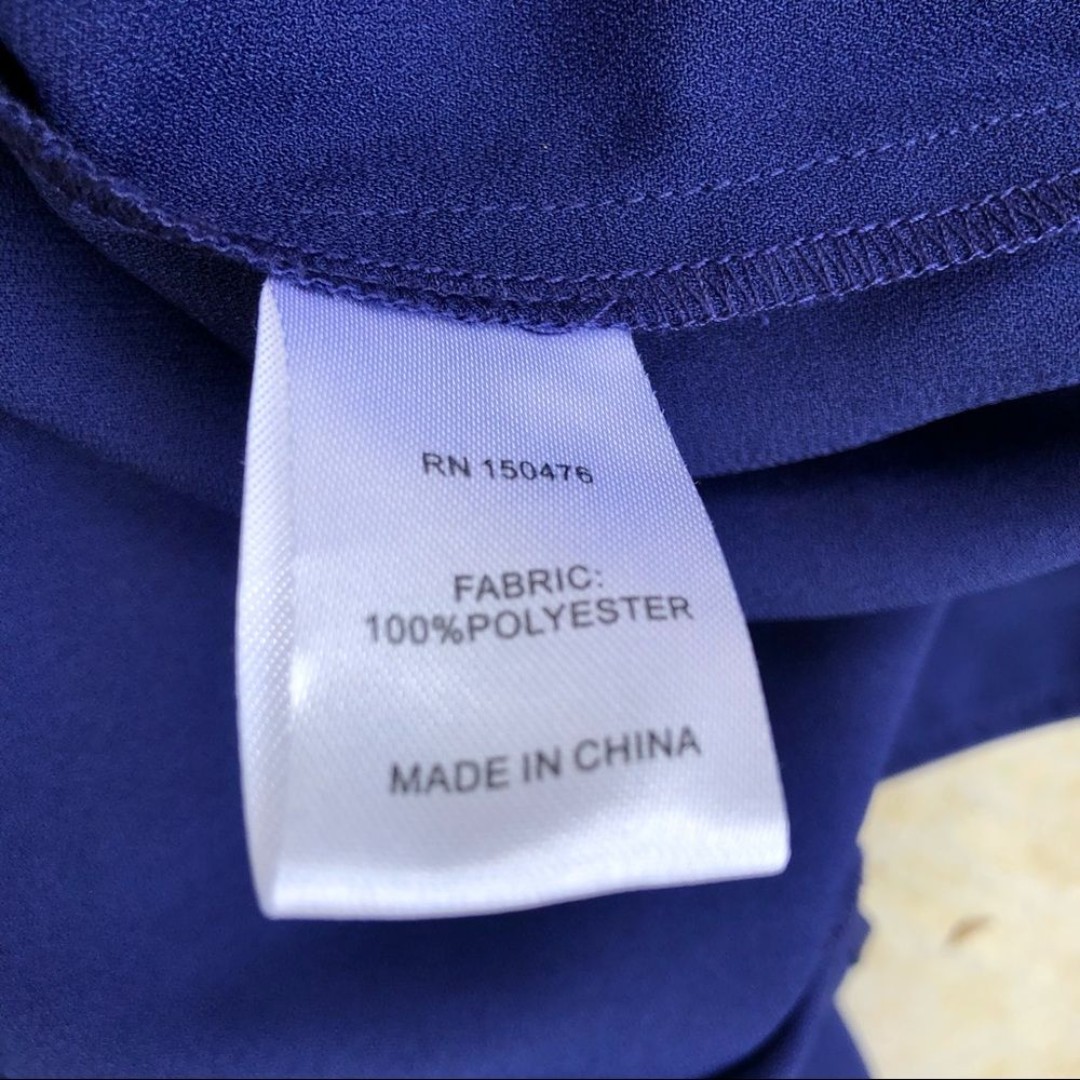 RN 150476
FABRIC:
100%POLYESTER
MADE IN CHINA